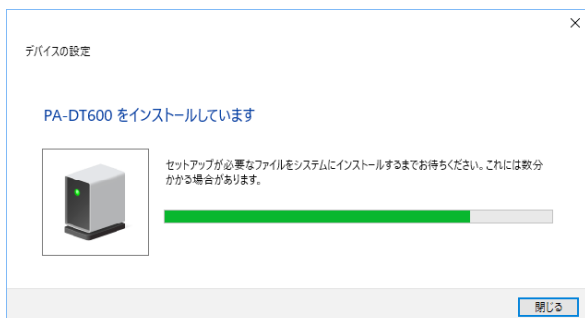 デバイスの設定
PA-DT600 をインストールしています
セットアップが必要なファイルをシステムにインストールするまでお待ちください。これには数分
かかる場合があります。
閉じる